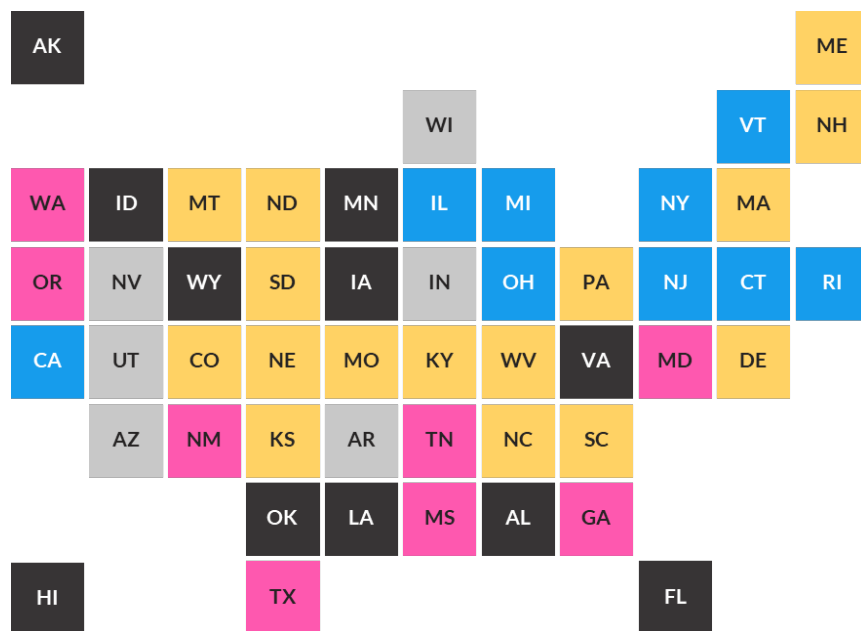 AK ME
WI VT NH
WA ID MT ND MN IL MI NY MA
OR NV WY SD IA IN OH PA NJ CT RI
CA UT CO NE MO KY WV VA MD DE
AZ NM KS AR TN NC SC
OK LA MS AL GA
HI TX FL